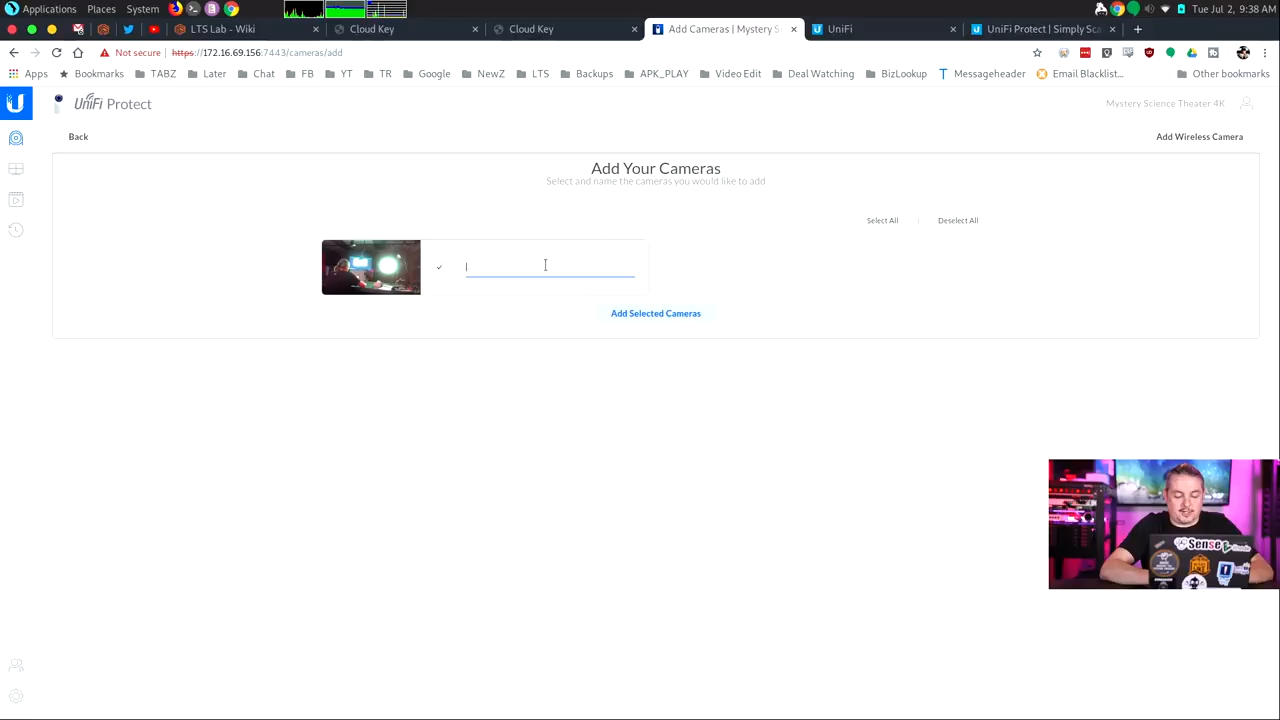 Applications Places System
Tue Jul 2, 9:38 AM
LTS Lab - Wiki
Cloud Key
Cloud Key
Add Cameras | Mystery S
UniFi
UniFi Protect | Simply Sca
Not secure
https://172.16.69.156:7443/cameras/add
Apps
Bookmarks
TABZ
Later
Chat
FB
YT
TR
Google
NewZ
LTS
Backups
APK_PLAY
Video Edit
Deal Watching
BizLookup
Messageheader
Email Blacklist...
Other bookmarks
UniFi Protect
Mystery Science Theater 4K
Back
Add Wireless Camera
Add Your Cameras
Select and name the cameras you would like to add
Select All
Deselect All
Add Selected Cameras
Sense